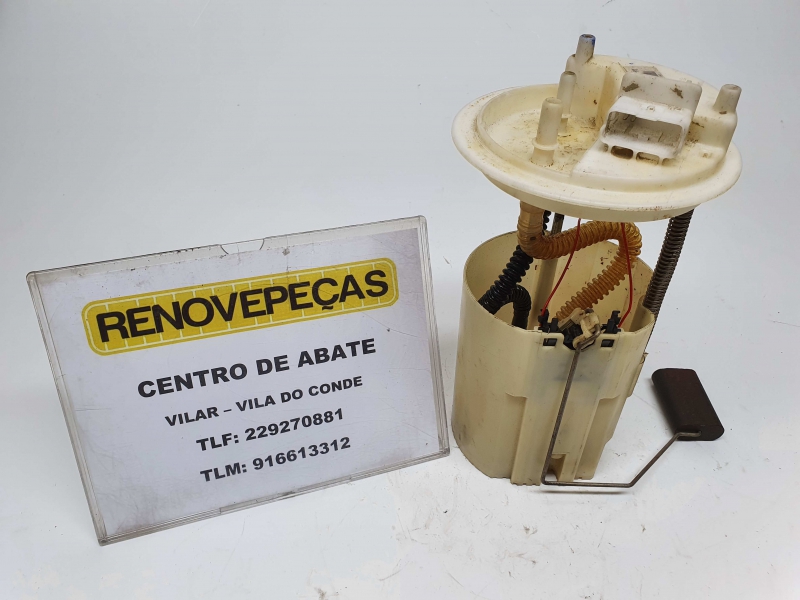 RENOVEPEÇAS
CENTRO DE ABATE
VILAR – VILA DO CONDE
TLF: 229270881
TLM: 916613312